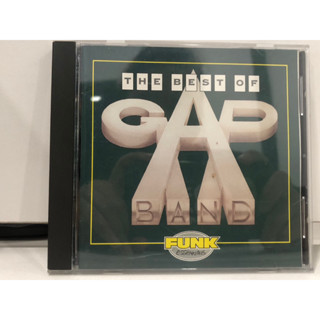 THE BEST OF
GAP
BAND
FUNK